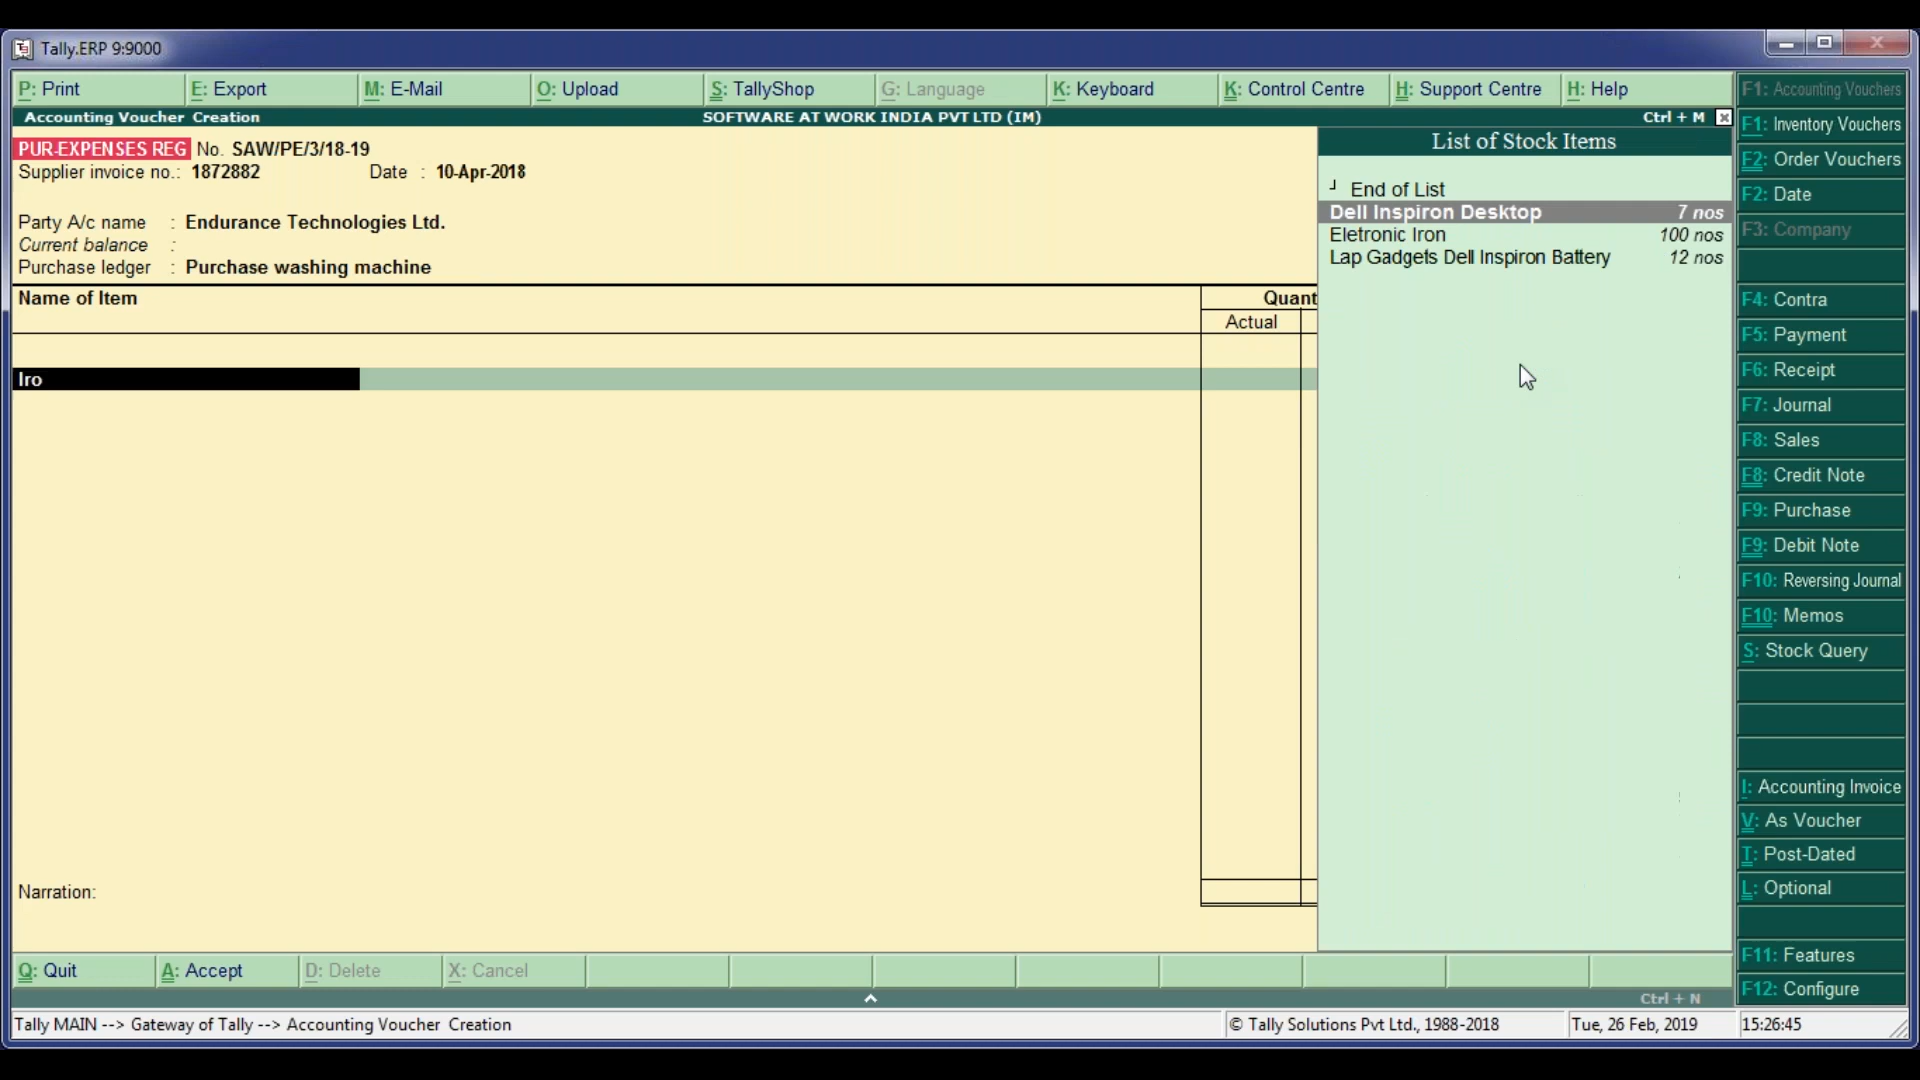 Tally.ERP 9:9000
P: Print E: Export M: E-Mail O: Upload S: TallyShop G: Language K: Keyboard K: Control Centre H: Support Centre H: Help
Accounting Voucher Creation SOFTWARE AT WORK INDIA PVT LTD (IM) Ctrl + M
PUR-EXPENSES REG No. SAW/PE/3/18-19
Supplier invoice no.: 1872882 Date : 10-Apr-2018
Party A/c name : Endurance Technologies Ltd.
Current balance :
Purchase ledger : Purchase washing machine
Name of Item Quant
Actual
Iro
Narration:
List of Stock Items
End of List
Dell Inspiron Desktop 7 nos
Eletronic Iron 100 nos
Lap Gadgets Dell Inspiron Battery 12 nos
F1: Accounting Vouchers
F1: Inventory Vouchers
F2: Order Vouchers
F2: Date
F3: Company
F4: Contra
F5: Payment
F6: Receipt
F7: Journal
F8: Sales
F8: Credit Note
F9: Purchase
F9: Debit Note
F10: Reversing Journal
F10: Memos
S: Stock Query
I: Accounting Invoice
V: As Voucher
T: Post-Dated
L: Optional
F11: Features
F12: Configure
Q: Quit A: Accept D: Delete X: Cancel
Ctrl + N
Tally MAIN --> Gateway of Tally --> Accounting Voucher Creation © Tally Solutions Pvt Ltd., 1988-2018 Tue, 26 Feb, 2019 15:26:45